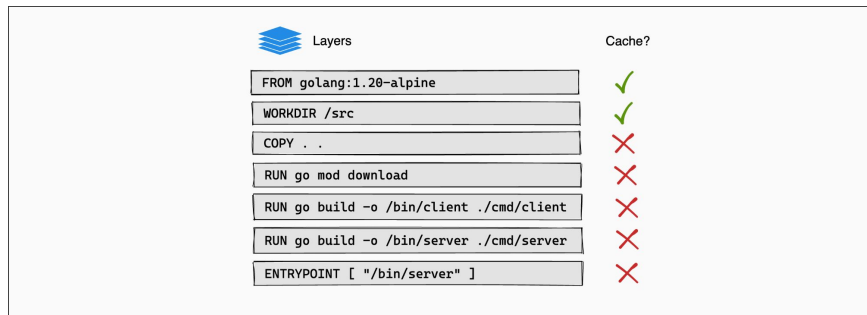 Layers Cache?
FROM golang:1.20-alpine
WORKDIR /src
COPY . .
RUN go mod download
RUN go build -o /bin/client ./cmd/client
RUN go build -o /bin/server ./cmd/server
ENTRYPOINT [ "/bin/server" ]